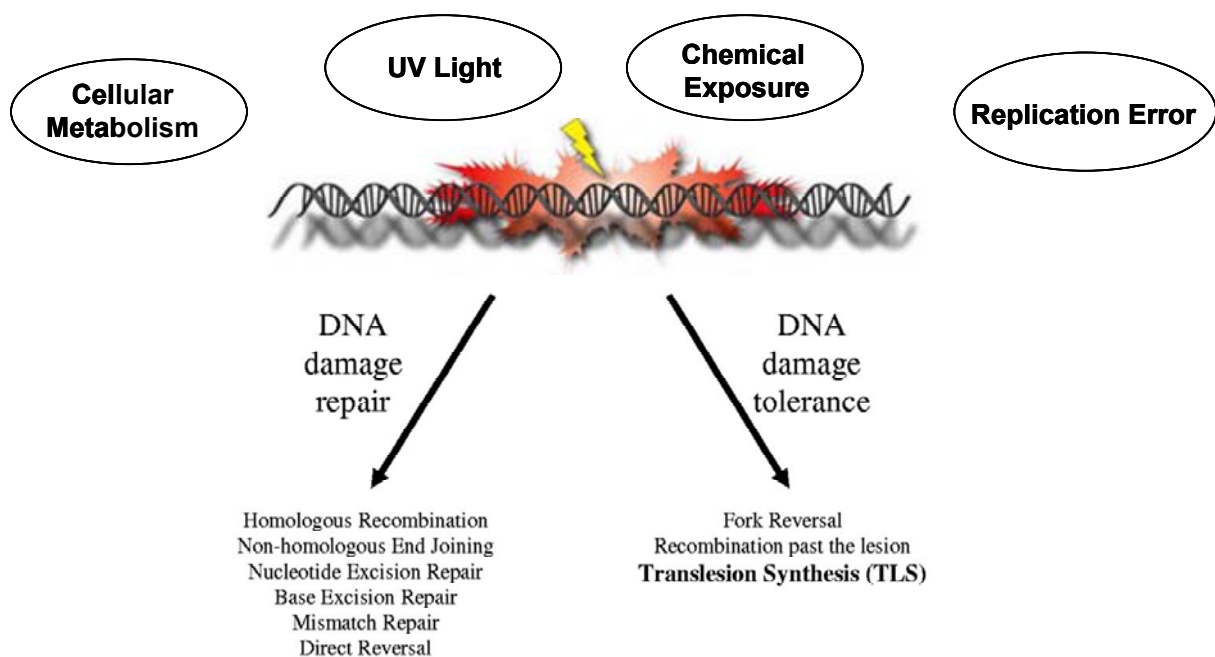 Cellular
Metabolism
UV Light
Chemical
Exposure
Replication Error
DNA
damage
repair
DNA
damage
tolerance
Homologous Recombination
Non-homologous End Joining
Nucleotide Excision Repair
Base Excision Repair
Mismatch Repair
Direct Reversal
Fork Reversal
Recombination past the lesion
Translesion Synthesis (TLS)